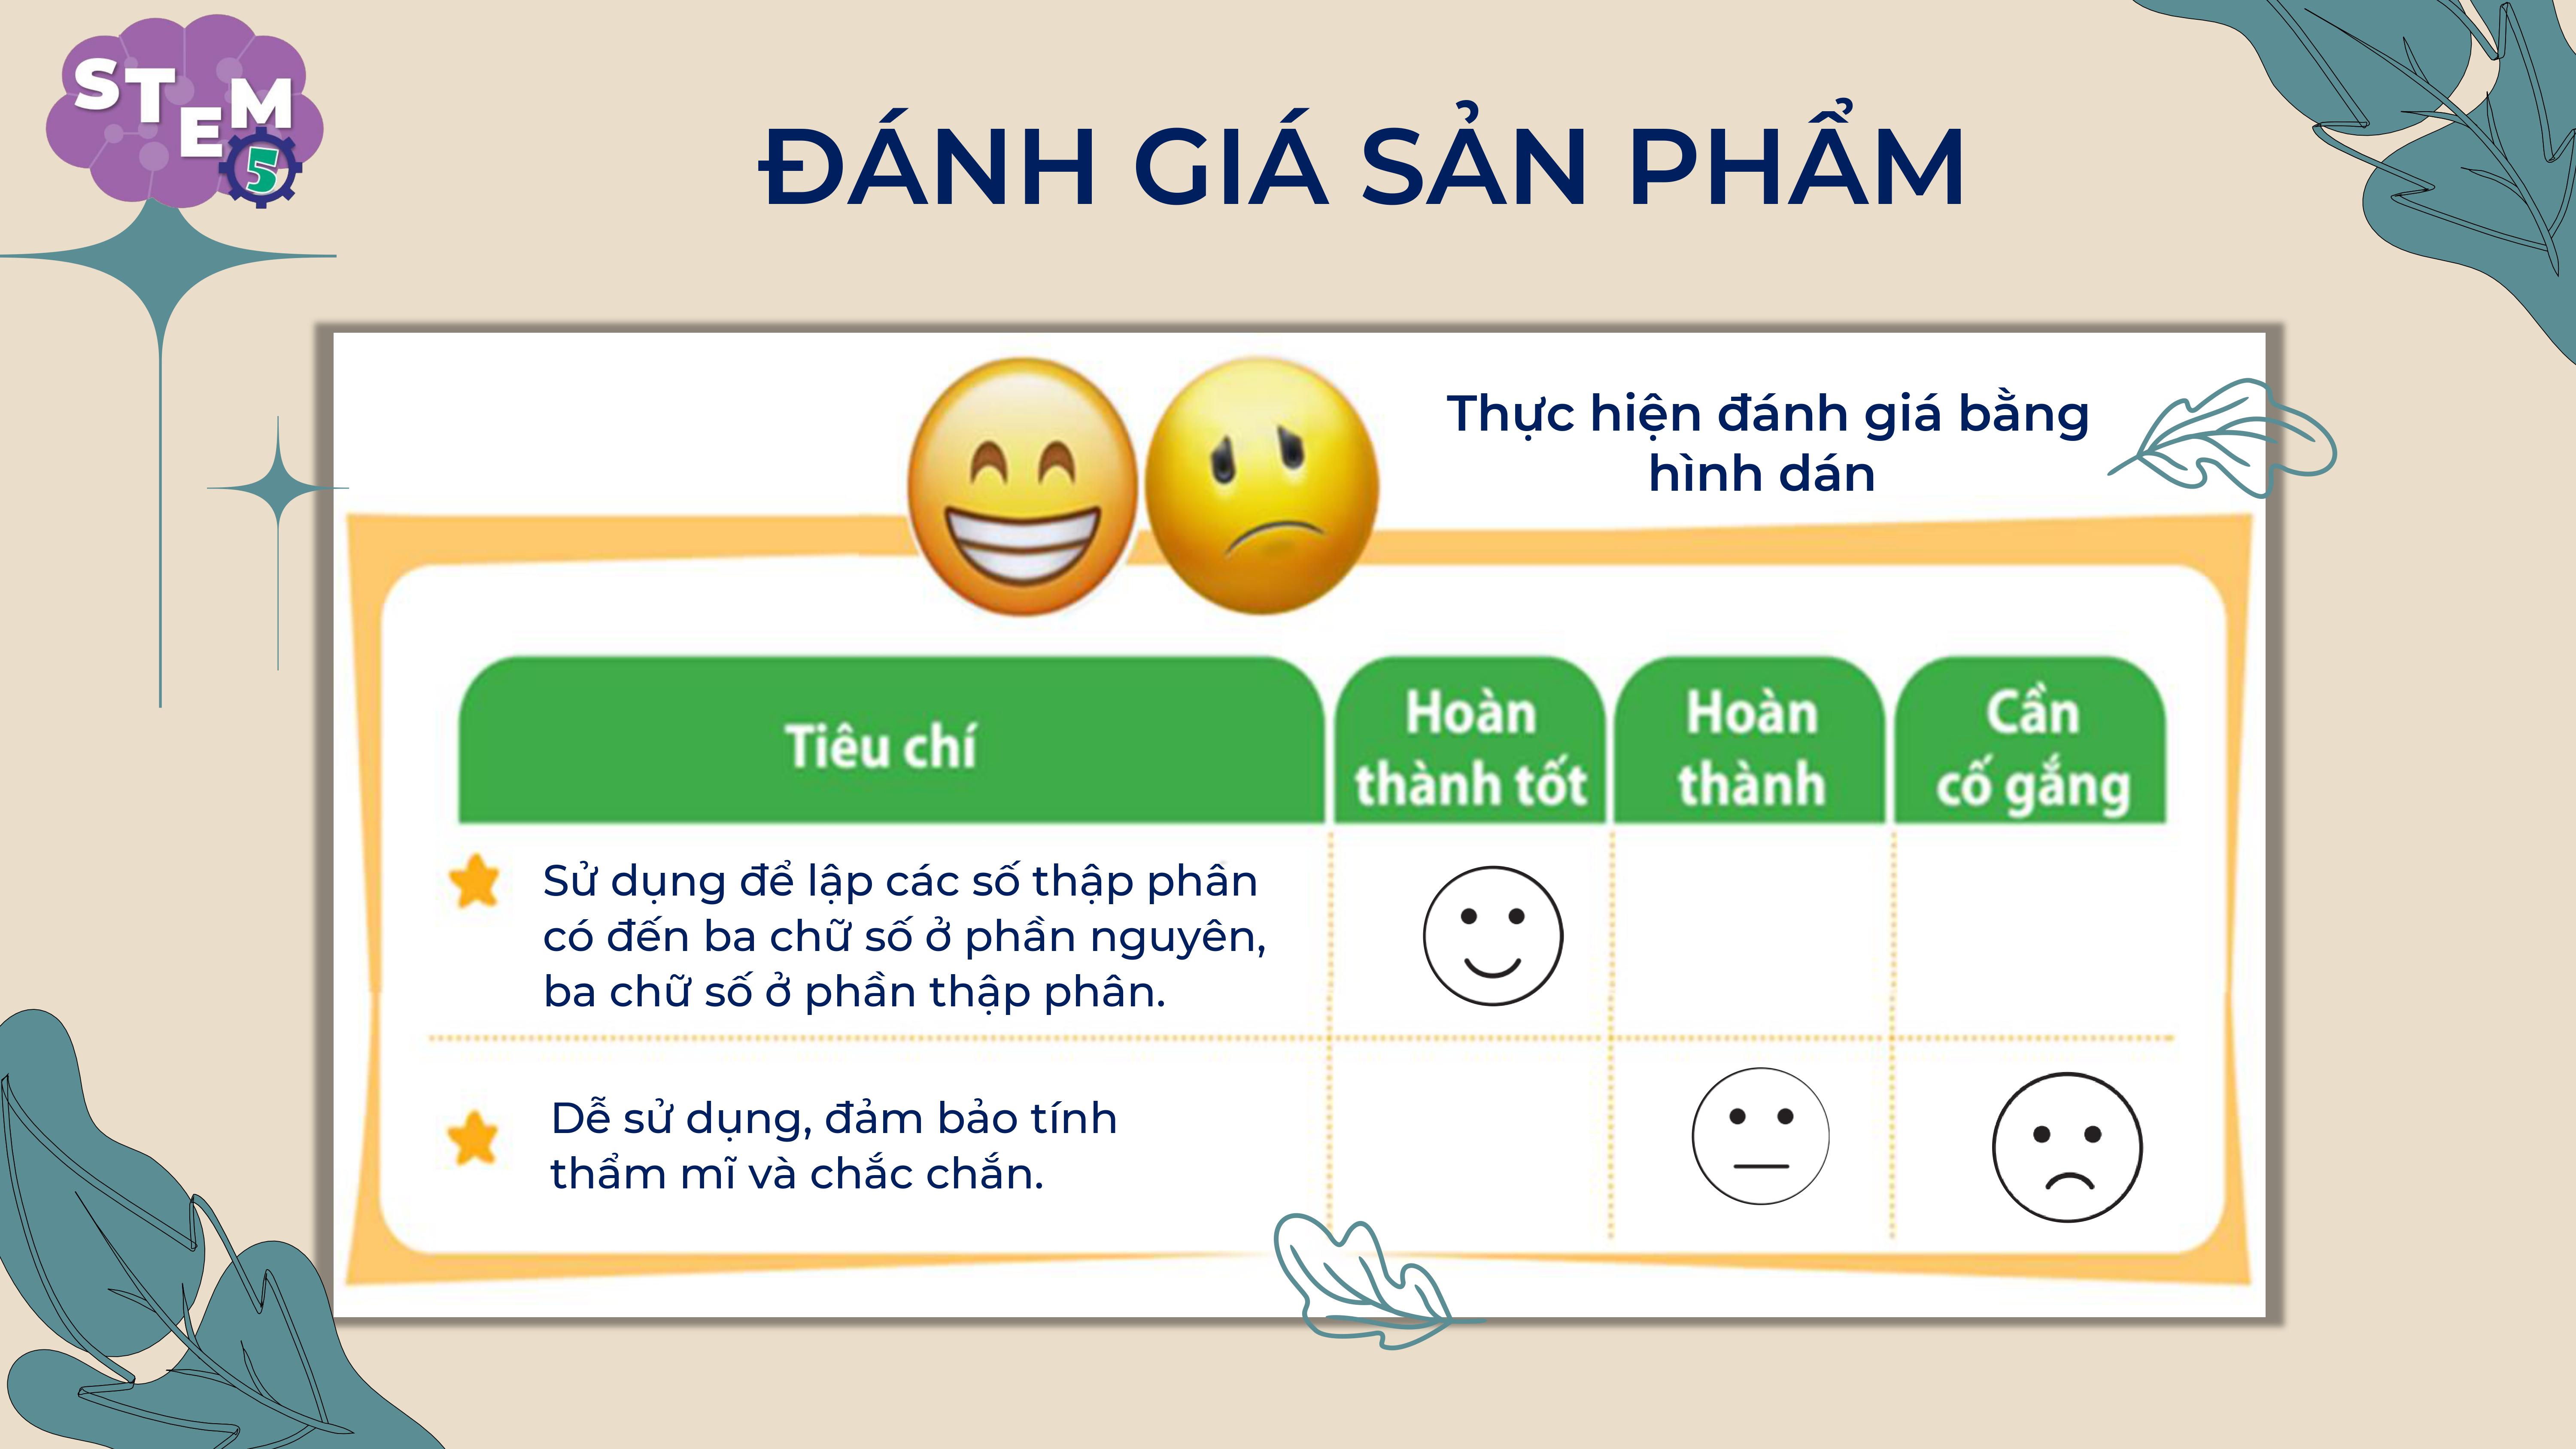 STEM
5
ĐÁNH GIÁ SẢN PHẨM
Thực hiện đánh giá bằng
hình dán
Tiêu chí
Hoàn
thành tốt
Hoàn
thành
Cần
cố gắng
Sử dụng để lập các số thập phân
có đến ba chữ số ở phần nguyên,
ba chữ số ở phần thập phân.
Dễ sử dụng, đảm bảo tính
thẩm mĩ và chắc chắn.